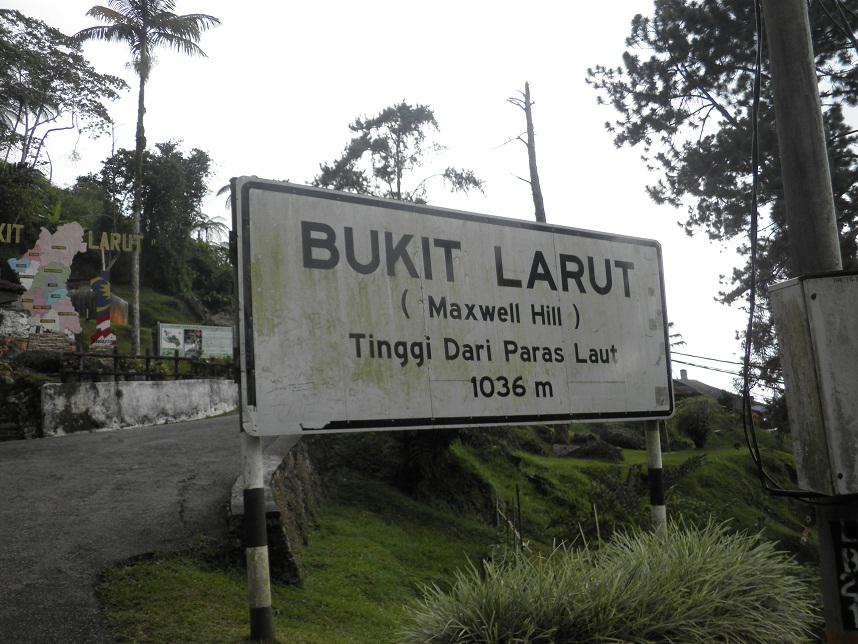 BUKIT LARUT
( Maxwell Hill )
Tinggi Dari Paras Laut
1036 m
KIT LARUT